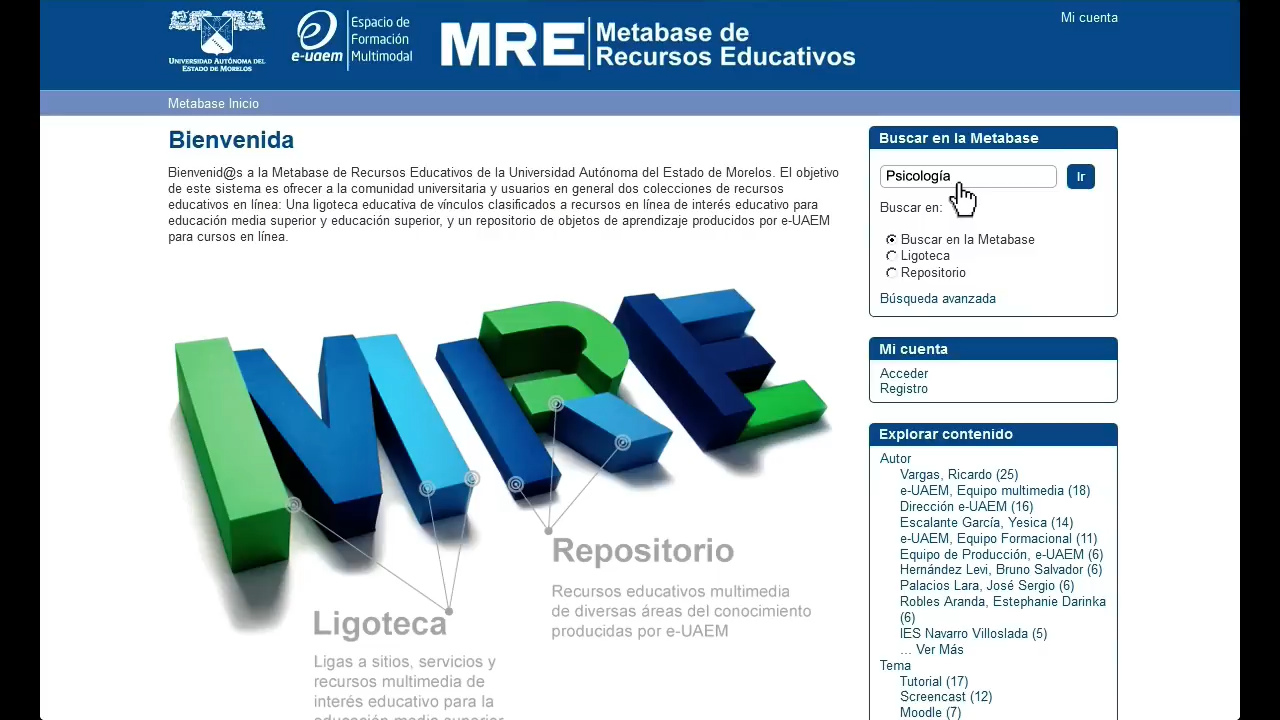 UNIVERSIDAD AUTÓNOMA DEL
ESTADO DE MORELOS
e-uaem
Espacio de
Formación
Multimodal
MRE
Metabase de
Recursos Educativos
Mi cuenta
Metabase Inicio
Bienvenida
Bienvenid@s a la Metabase de Recursos Educativos de la Universidad Autónoma del Estado de Morelos. El objetivo
de este sistema es ofrecer a la comunidad universitaria y usuarios en general dos colecciones de recursos
educativos en línea: Una ligoteca educativa de vínculos clasificados a recursos en línea de interés educativo para
educación media superior y educación superior, y un repositorio de objetos de aprendizaje producidos por e-UAEM
para cursos en línea.
MRE
Repositorio
Recursos educativos multimedia
de diversas áreas del conocimiento
producidas por e-UAEM
Ligoteca
Ligas a sitios, servicios y
recursos multimedia de
interés educativo para la
educación media superior
Buscar en la Metabase
Psicología
Ir
Buscar en:
Buscar en la Metabase
Ligoteca
Repositorio
Búsqueda avanzada
Mi cuenta
Acceder
Registro
Explorar contenido
Autor
Vargas, Ricardo (25)
e-UAEM, Equipo multimedia (18)
Dirección e-UAEM (16)
Escalante García, Yesica (14)
e-UAEM, Equipo Formacional (11)
Equipo de Producción, e-UAEM (6)
Hernández Levi, Bruno Salvador (6)
Palacios Lara, José Sergio (6)
Robles Aranda, Estephanie Darinka
(6)
IES Navarro Villoslada (5)
... Ver Más
Tema
Tutorial (17)
Screencast (12)
Moodle (7)